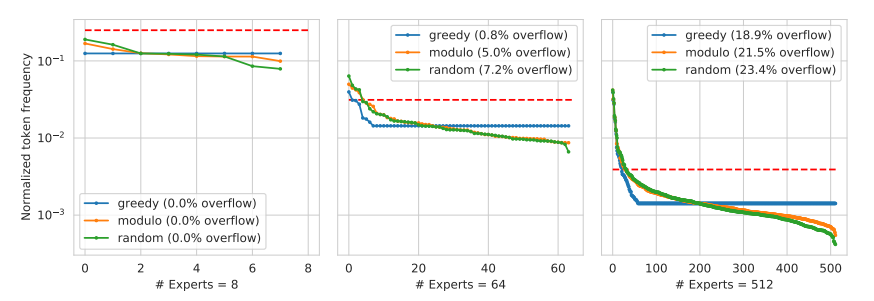 Normalized token frequency
10⁻¹
10⁻²
10⁻³
greedy (0.0% overflow)
modulo (0.0% overflow)
random (0.0% overflow)
0 2 4 6 8
# Experts = 8
greedy (0.8% overflow)
modulo (5.0% overflow)
random (7.2% overflow)
0 20 40 60
# Experts = 64
greedy (18.9% overflow)
modulo (21.5% overflow)
random (23.4% overflow)
0 100 200 300 400 500
# Experts = 512